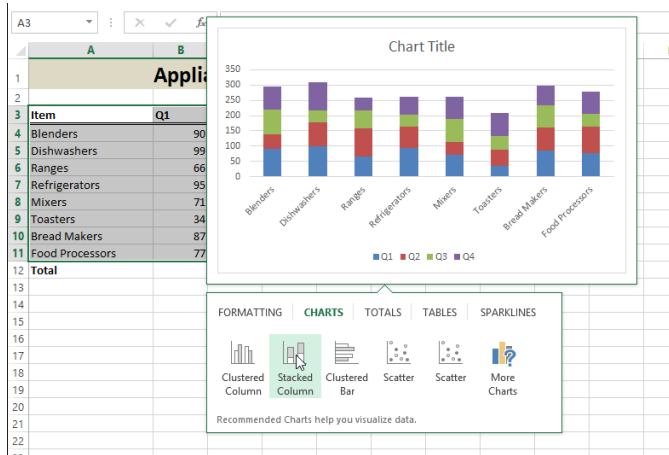 A3
fx
A B
1 Applia
2
3 Item Q1
4 Blenders 90
5 Dishwashers 99
6 Ranges 66
7 Refrigerators 95
8 Mixers 71
9 Toasters 34
10 Bread Makers 87
11 Food Processors 77
12 Total
13
14
15
16
17
18
19
20
21
22
Chart Title
350
300
250
200
150
100
50
0
Blenders Dishwashers Ranges Refrigerators Mixers Toasters Bread Makers Food Processors
Q1 Q2 Q3 Q4
FORMATTING CHARTS TOTALS TABLES SPARKLINES
Clustered Stacked Clustered Scatter Scatter More
Column Column Bar Charts
Recommended Charts help you visualize data.